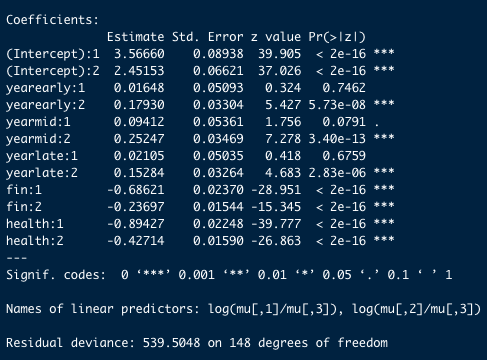 Coefficients:
Estimate Std. Error z value Pr(>|z|)
(Intercept):1 3.56660 0.08938 39.905 < 2e-16 ***
(Intercept):2 2.45153 0.06621 37.026 < 2e-16 ***
yearearly:1 0.01648 0.05093 0.324 0.7462
yearearly:2 0.17930 0.03304 5.427 5.73e-08 ***
yearmid:1 0.09412 0.05361 1.756 0.0791 .
yearmid:2 0.25247 0.03469 7.278 3.40e-13 ***
yearlate:1 0.02105 0.05035 0.418 0.6759
yearlate:2 0.15284 0.03264 4.683 2.83e-06 ***
fin:1 -0.68621 0.02370 -28.951 < 2e-16 ***
fin:2 -0.23697 0.01544 -15.345 < 2e-16 ***
health:1 -0.89427 0.02248 -39.777 < 2e-16 ***
health:2 -0.42714 0.01590 -26.863 < 2e-16 ***
---
Signif. codes: 0 ‘***’ 0.001 ‘**’ 0.01 ‘*’ 0.05 ‘.’ 0.1 ‘ ’ 1
Names of linear predictors: log(mu[,1]/mu[,3]), log(mu[,2]/mu[,3])
Residual deviance: 539.5048 on 148 degrees of freedom